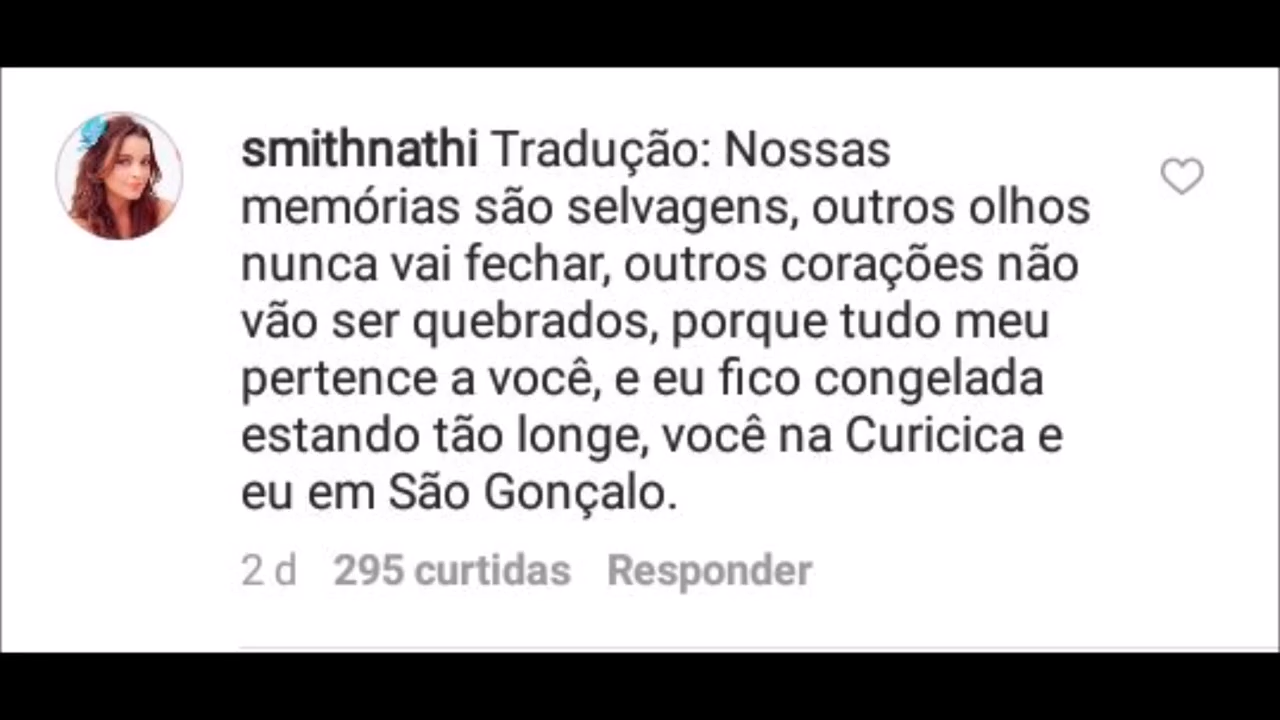 smithnathi Tradução: Nossas
memórias são selvagens, outros olhos
nunca vai fechar, outros corações não
vão ser quebrados, porque tudo meu
pertence a você, e eu fico congelada
estando tão longe, você na Curicica e
eu em São Gonçalo.
2 d 295 curtidas Responder